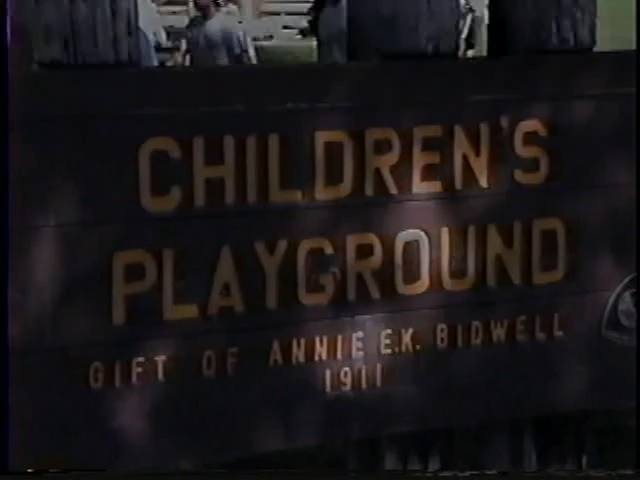 CHILDREN'S
PLAYGROUND
GIFT OF ANNIE E.K. BIDWELL
1911